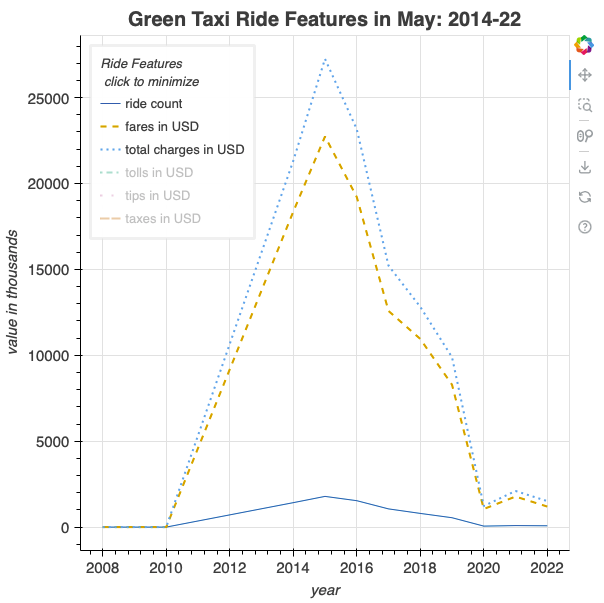 Green Taxi Ride Features in May: 2014-22
Ride Features
click to minimize
ride count
fares in USD
total charges in USD
tolls in USD
tips in USD
taxes in USD
value in thousands
25000
20000
15000
10000
5000
0
2008 2010 2012 2014 2016 2018 2020 2022
year